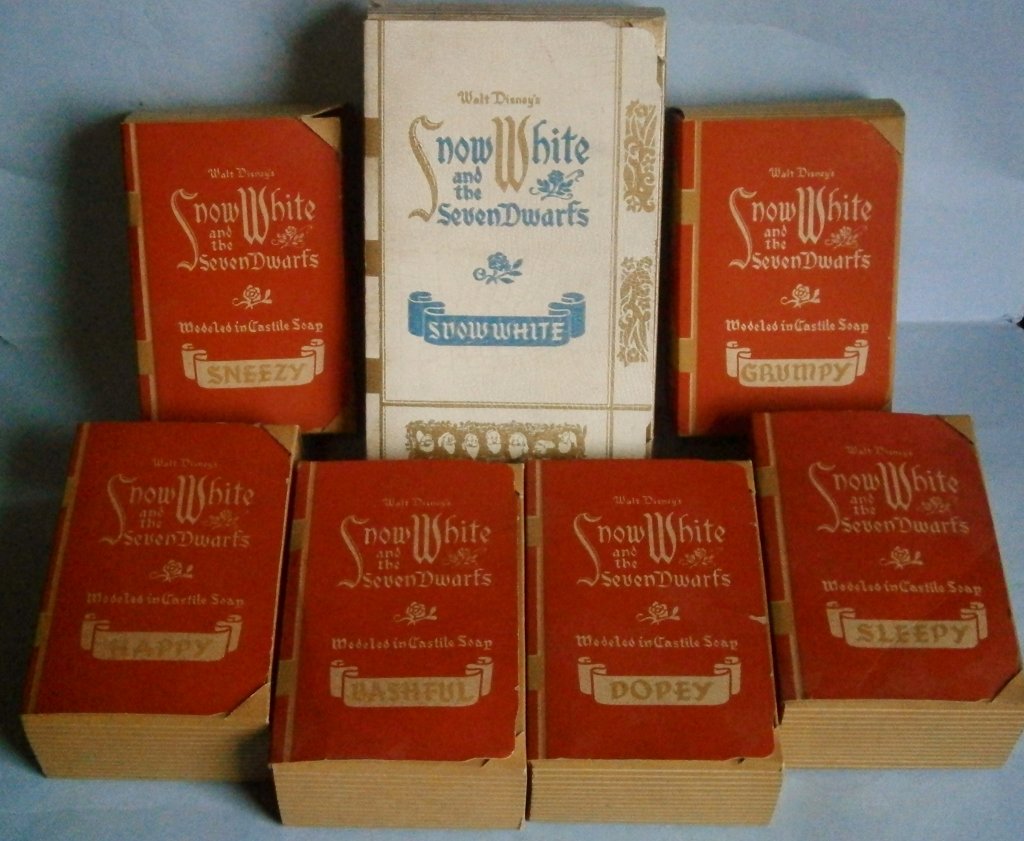 Walt Disney's
Snow White
and
the
Seven Dwarfs
SNOW WHITE
Walt Disney's
Snow White
and
the
Seven Dwarfs
Modeled in Castile Soap
SNEEZY
Walt Disney's
Snow White
and
the
Seven Dwarfs
Modeled in Castile Soap
GRUMPY
Walt Disney's
Snow White
and
the
Seven Dwarfs
Modeled in Castile Soap
HAPPY
Walt Disney's
Snow White
and
the
Seven Dwarfs
Modeled in Castile Soap
BASHFUL
Walt Disney's
Snow White
and
the
Seven Dwarfs
Modeled in Castile Soap
DOPEY
Walt Disney's
Snow White
and
the
Seven Dwarfs
Modeled in Castile Soap
SLEEPY